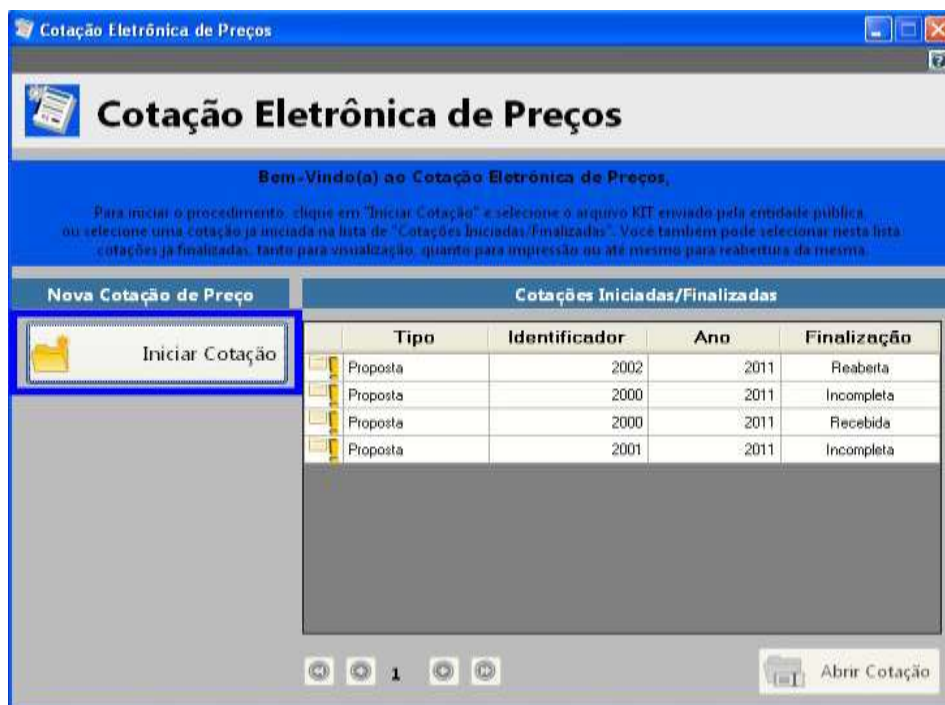 Cotação Eletrônica de Preços
Cotação Eletrônica de Preços
Bem-Vindo(a) ao Cotação Eletrônica de Preços,
Para iniciar o procedimento, clique em "Iniciar Cotação" e selecione o arquivo KIT enviado pela entidade pública,
ou selecione uma cotação já iniciada na lista de "Cotações Iniciadas/Finalizadas". Você também pode selecionar nesta lista
cotações já finalizadas, tanto para visualização, quanto para impressão ou até mesmo para reabertura da mesma.
Nova Cotação de Preço
Cotações Iniciadas/Finalizadas
Iniciar Cotação
Tipo Identificador Ano Finalização
Proposta 2002 2011 Reaberta
Proposta 2000 2011 Incompleta
Proposta 2000 2011 Recebida
Proposta 2001 2011 Incompleta
1
Abrir Cotação